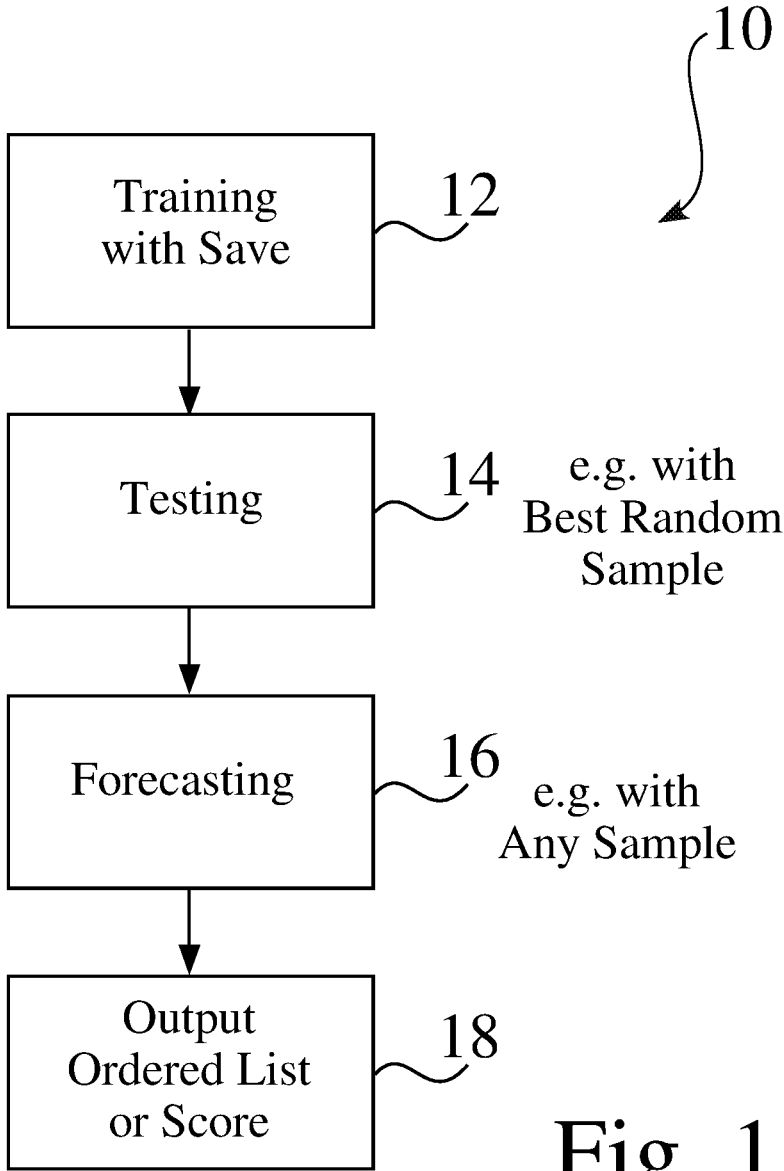 10
Training
with Save
12
Testing
14
e.g. with
Best Random
Sample
Forecasting
16
e.g. with
Any Sample
Output
Ordered List
or Score
18
Fig. 1